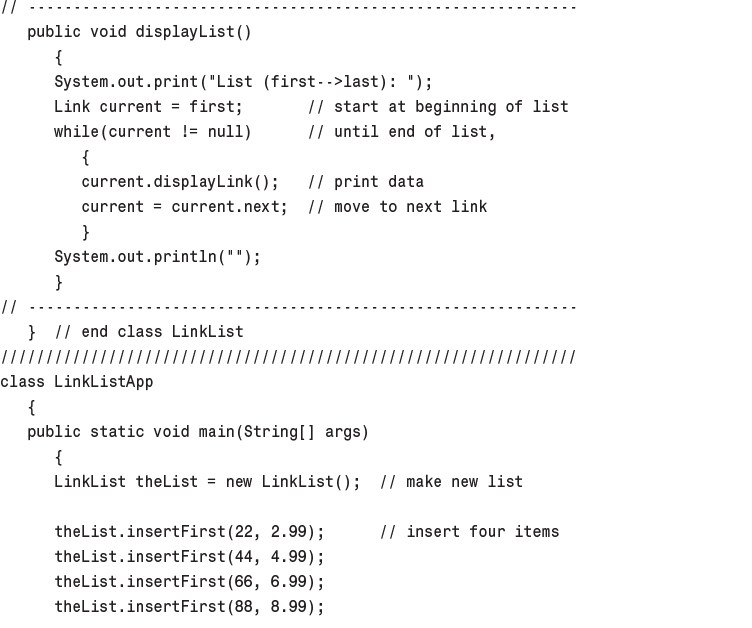 // -------------------------------------------------------------
   public void displayList()
      {
      System.out.print("List (first-->last): ");
      Link current = first;       // start at beginning of list
      while(current != null)      // until end of list,
         {
         current.displayLink();   // print data
         current = current.next;  // move to next link
         }
      System.out.println("");
      }
// -------------------------------------------------------------
   }  // end class LinkList
////////////////////////////////////////////////////////////////
class LinkListApp
   {
   public static void main(String[] args)
      {
      LinkList theList = new LinkList();  // make new list

      theList.insertFirst(22, 2.99);      // insert four items
      theList.insertFirst(44, 4.99);
      theList.insertFirst(66, 6.99);
      theList.insertFirst(88, 8.99);